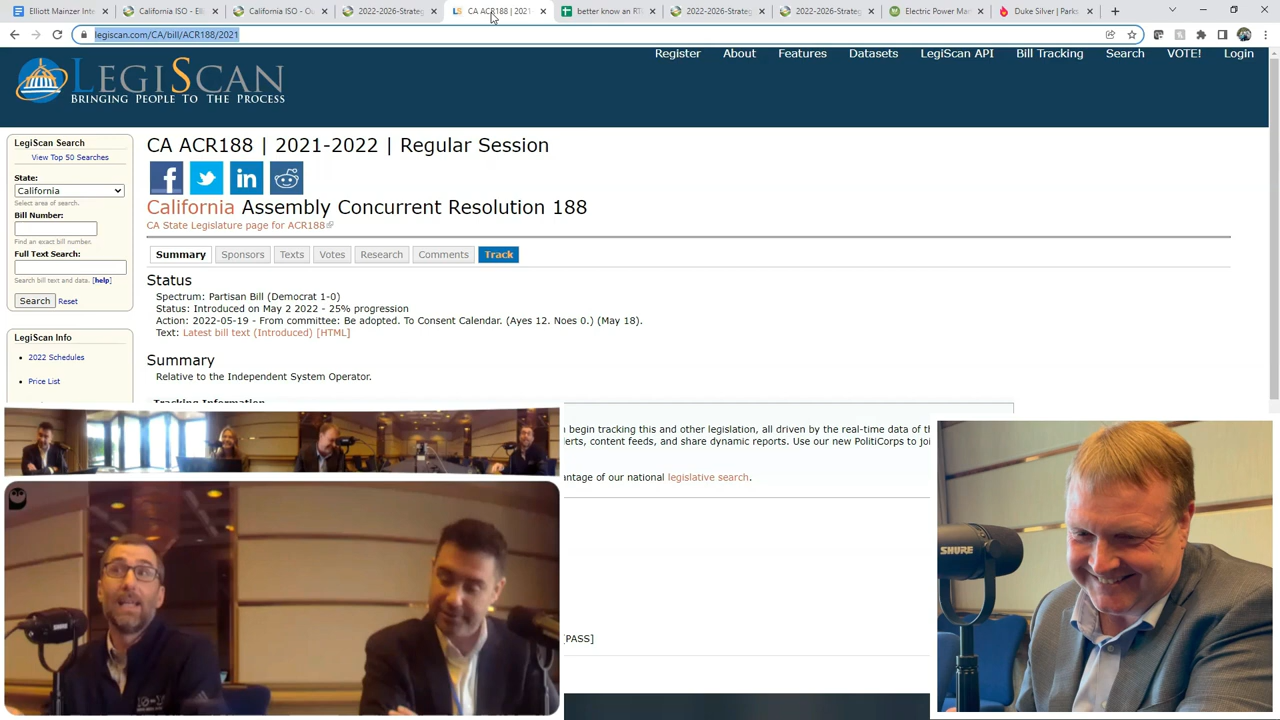 Elliott Mainzer Inte
California ISO - Elli
California ISO - Ou
2022-2026-Strateg
CA ACR188 | 2021
better know an RT
2022-2026-Strateg
2022-2026-Strateg
Electric Power Mar
Duke Silver | Parks
legiscan.com/CA/bill/ACR188/2021
Register About Features Datasets LegiScan API Bill Tracking Search VOTE! Login
LEGISCAN
BRINGING PEOPLE TO THE PROCESS
LegiScan Search
View Top 50 Searches
State:
California
Select area of search.
Bill Number:
Find an exact bill number.
Full Text Search:
Search bill text and data. [help]
Search Reset
LegiScan Info
2022 Schedules
Price List
CA ACR188 | 2021-2022 | Regular Session
California Assembly Concurrent Resolution 188
CA State Legislature page for ACR188
Summary Sponsors Texts Votes Research Comments Track
Status
Spectrum: Partisan Bill (Democrat 1-0)
Status: Introduced on May 2 2022 - 25% progression
Action: 2022-05-19 - From committee: Be adopted. To Consent Calendar. (Ayes 12. Noes 0.) (May 18).
Text: Latest bill text (Introduced) [HTML]
Summary
Relative to the Independent System Operator.
Tracking Information
begin tracking this and other legislation, all driven by the real-time data of th
lerts, content feeds, and share dynamic reports. Use our new PolitiCorps to joi
antage of our national legislative search.
[PASS]
SHURE